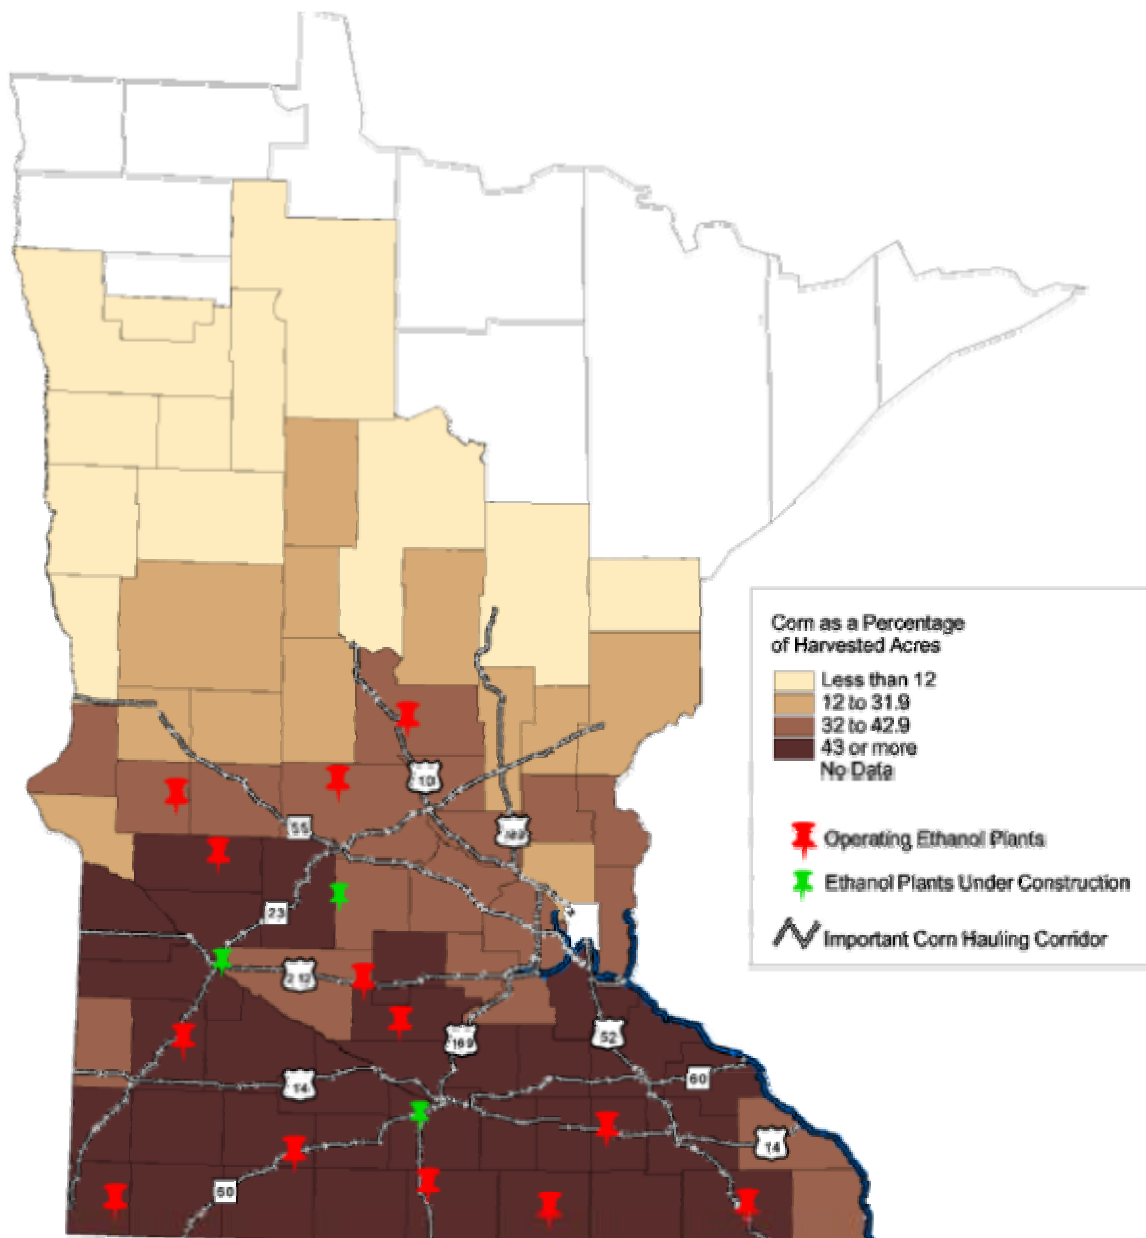 Corn as a Percentage
of Harvested Acres
Less than 12
12 to 31.9
32 to 42.9
43 or more
No Data
Operating Ethanol Plants
Ethanol Plants Under Construction
Important Corn Hauling Corridor
10
55
169
23
212
169
52
14
60
14
60